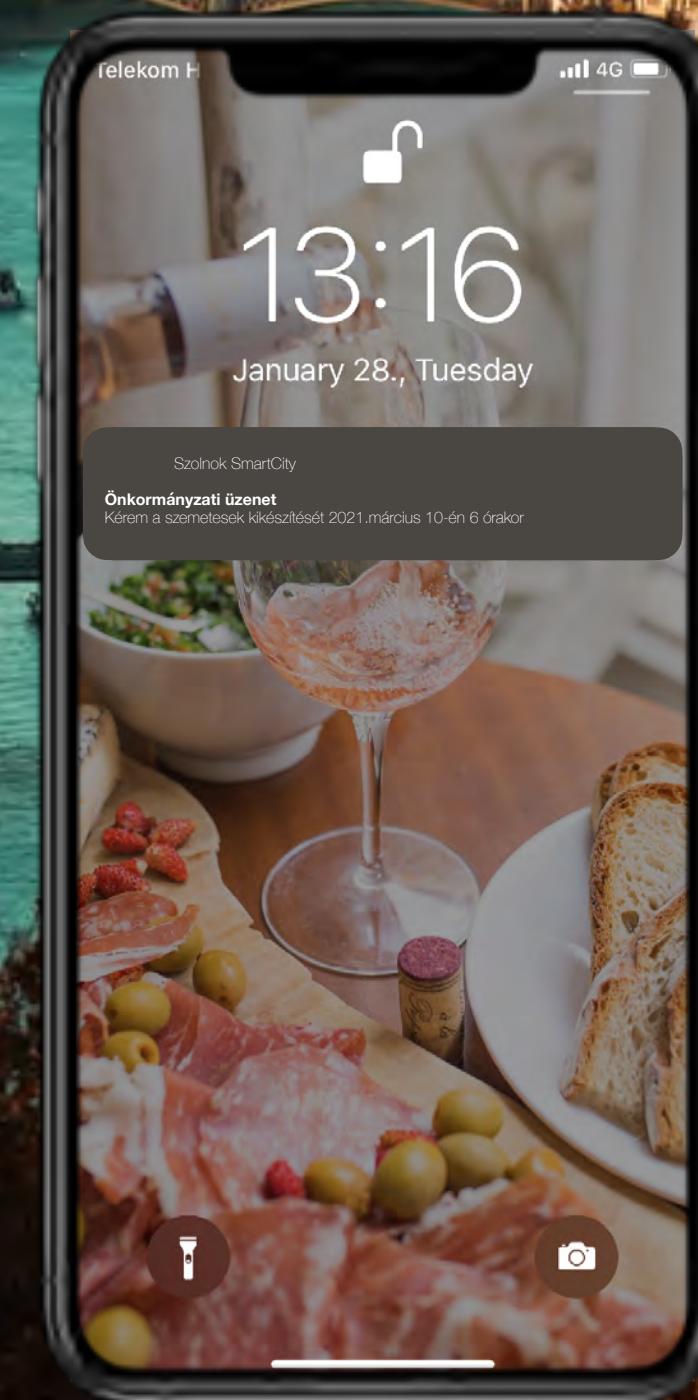 Telekom H
4G
13:16
January 28., Tuesday
Szolnok SmartCity
Önkormányzati üzenet
Kérem a szemetesek kikészítését 2021.március 10-én 6 órakor